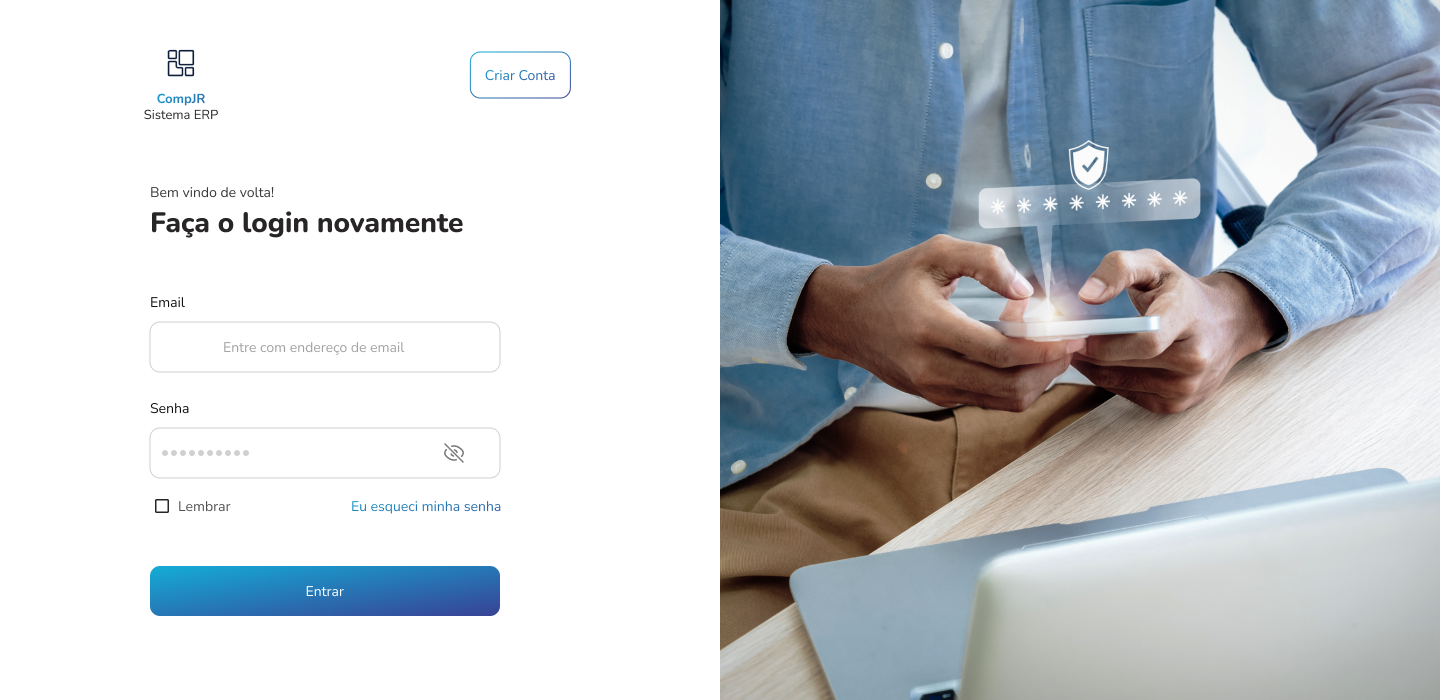 CompJR
Sistema ERP
Criar Conta
Bem vindo de volta!
Faça o login novamente
Email
Entre com endereço de email
Senha
Lembrar
Eu esqueci minha senha
Entrar